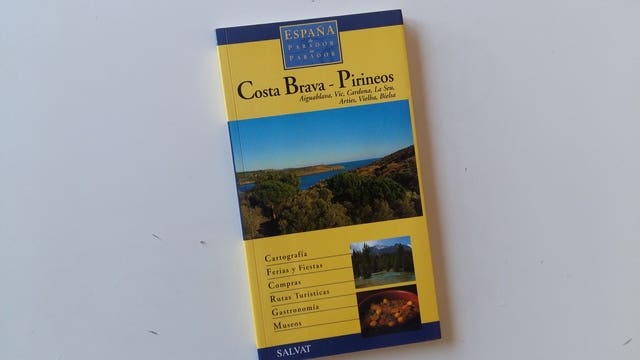 ESPAÑA
de
PARADOR
en
PARADOR
Costa Brava - Pirineos
Aiguablava, Vic, Cardona, La Seu,
Arties, Vielha, Bielsa
Cartografía
Ferias y Fiestas
Compras
Rutas Turísticas
Gastronomía
Museos
SALVAT